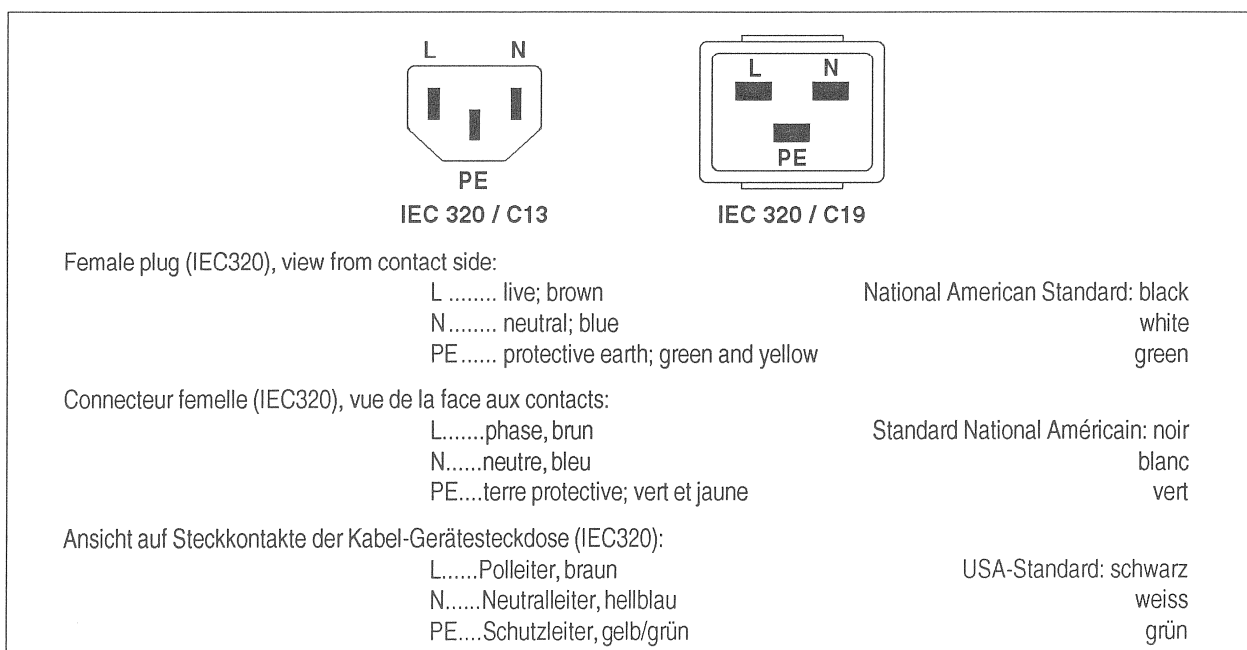 L N
L N
PE
PE
IEC 320 / C13 IEC 320 / C19
Female plug (IEC320), view from contact side:
L ........ live; brown National American Standard: black
N........ neutral; blue white
PE...... protective earth; green and yellow green
Connecteur femelle (IEC320), vue de la face aux contacts:
L.......phase, brun Standard National Américain: noir
N......neutre, bleu blanc
PE....terre protective; vert et jaune vert
Ansicht auf Steckkontakte der Kabel-Gerätesteckdose (IEC320):
L......Polleiter, braun USA-Standard: schwarz
N......Neutralleiter, hellblau weiss
PE....Schutzleiter, gelb/grün grün